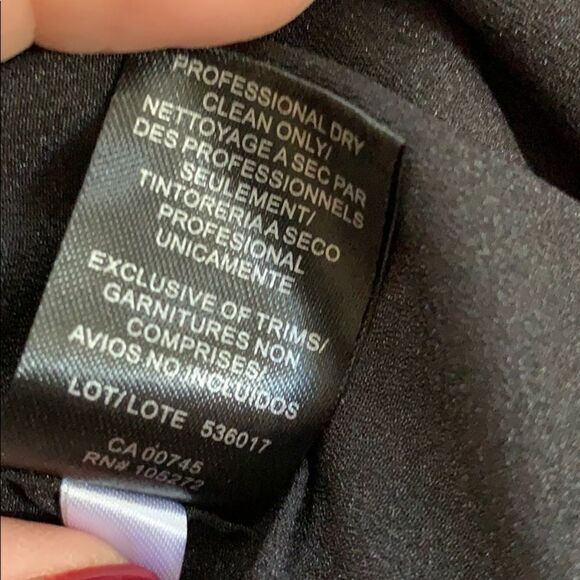 PROFESSIONAL DRY
CLEAN ONLY/
NETTOYAGE A SEC PAR
DES PROFESSIONNELS
SEULEMENT/
TINTORERIA A SECO
PROFESIONAL
UNICAMENTE
EXCLUSIVE OF TRIMS/
GARNITURES NON
COMPRISES/
AVIOS NO INCLUIDOS
LOT/LOTE 536017
CA 00745
RN# 105272